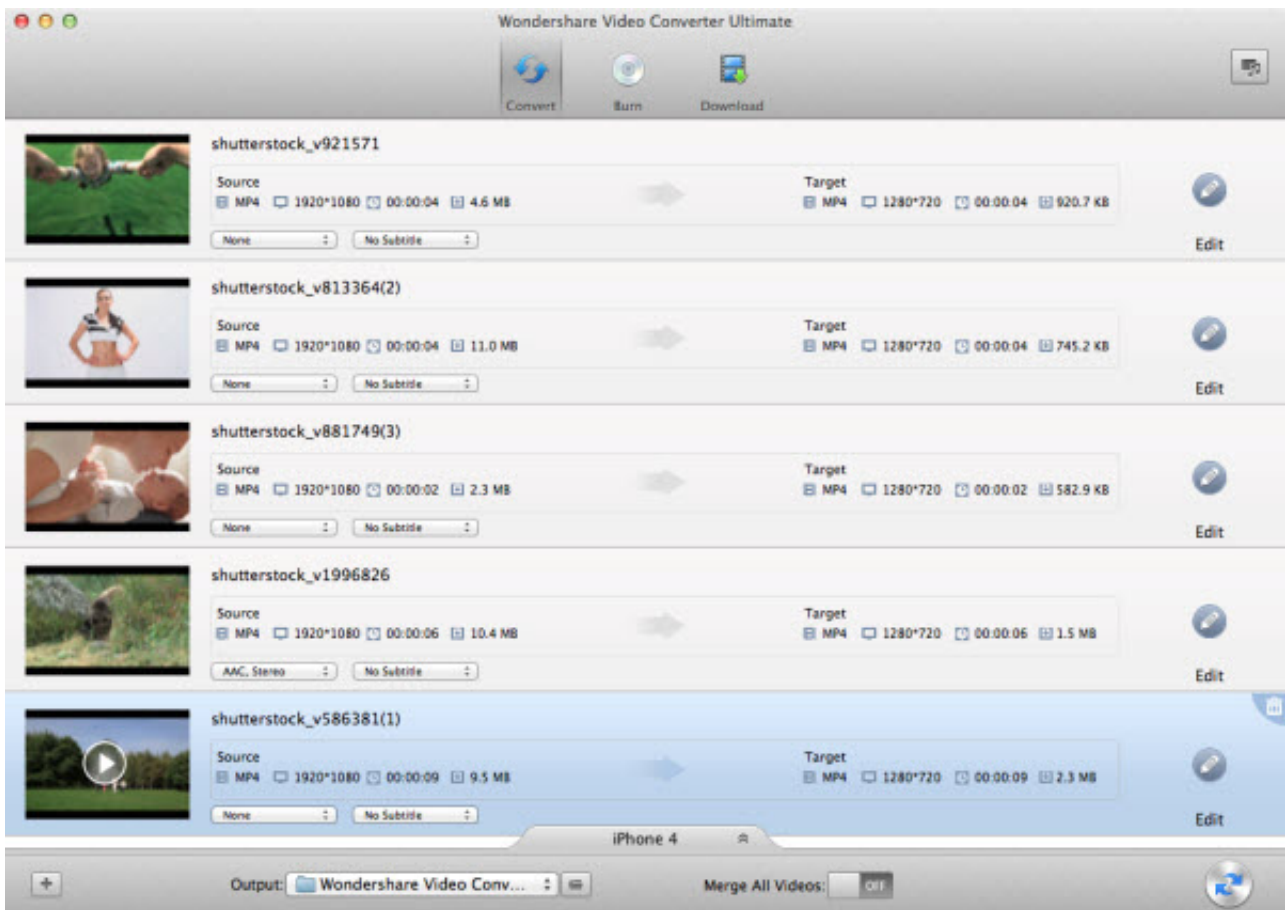 Wondershare Video Converter Ultimate
Convert Burn Download
shutterstock_v921571
Source Target
MP4 1920*1080 00:00:04 4.6 MB MP4 1280*720 00:00:04 920.7 KB
None No Subtitle
Edit
shutterstock_v813364(2)
Source Target
MP4 1920*1080 00:00:04 11.0 MB MP4 1280*720 00:00:04 745.2 KB
None No Subtitle
Edit
shutterstock_v881749(3)
Source Target
MP4 1920*1080 00:00:02 2.3 MB MP4 1280*720 00:00:02 582.9 KB
None No Subtitle
Edit
shutterstock_v1996826
Source Target
MP4 1920*1080 00:00:06 10.4 MB MP4 1280*720 00:00:06 1.5 MB
AAC, Stereo No Subtitle
Edit
shutterstock_v586381(1)
Source Target
MP4 1920*1080 00:00:09 9.5 MB MP4 1280*720 00:00:09 2.3 MB
None No Subtitle
Edit
iPhone 4
Output: Wondershare Video Conv... Merge All Videos: OFF